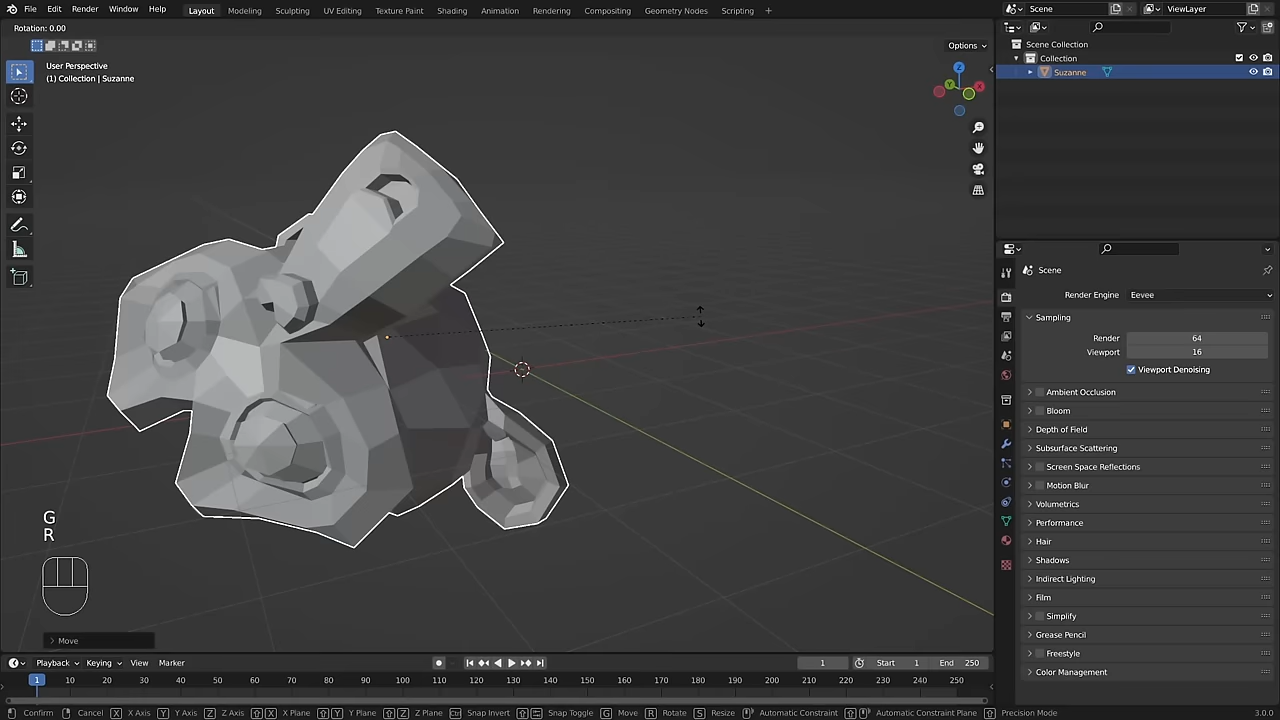 File Edit Render Window Help Layout Modeling Sculpting UV Editing Texture Paint Shading Animation Rendering Compositing Geometry Nodes Scripting + Scene ViewLayer
Rotation: 0.00
Options
User Perspective
(1) Collection | Suzanne
Z
Y
X
Scene Collection
Collection
Suzanne
Scene
Render Engine Eevee
Sampling
Render 64
Viewport 16
Viewport Denoising
Ambient Occlusion
Bloom
Depth of Field
Subsurface Scattering
Screen Space Reflections
Motion Blur
Volumetrics
Performance
Hair
Shadows
Indirect Lighting
Film
Simplify
Grease Pencil
Freestyle
Color Management
G
R
Move
Playback Keying View Marker 1 Start 1 End 250
1 10 20 30 40 50 60 70 80 90 100 110 120 130 140 150 160 170 180 190 200 210 220 230 240 250
Confirm Cancel X X Axis Y Y Axis Z Z Axis X X Plane Y Y Plane Z Z Plane Snap Invert Snap Toggle G Move R Rotate S Resize Automatic Constraint Automatic Constraint Plane Precision Mode 3.0.0